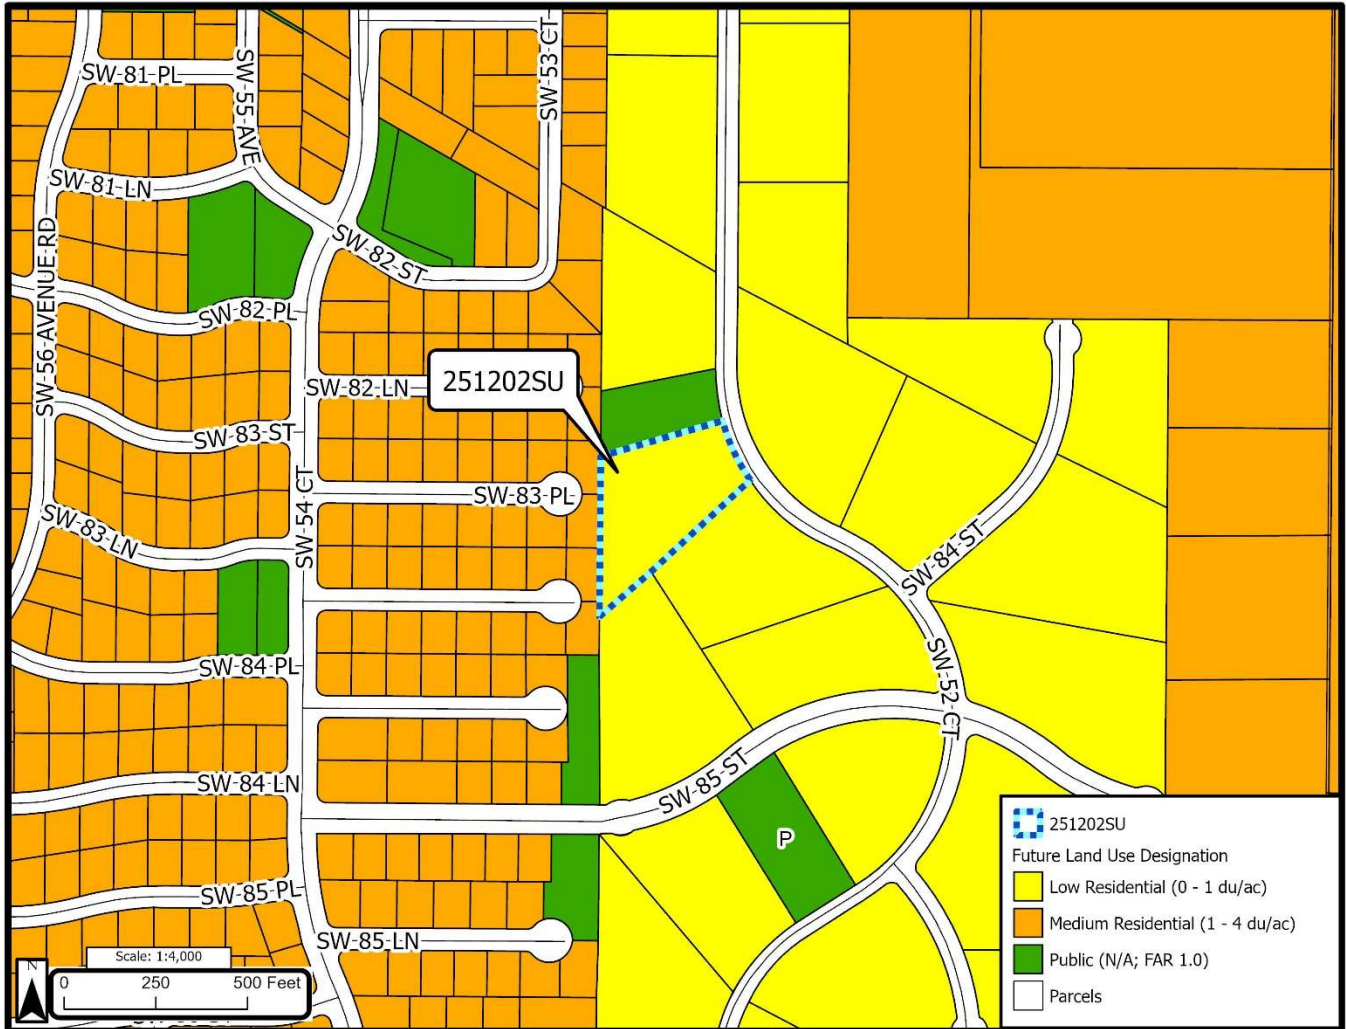 SW-81-PL
SW-55-AVE
SW-53-CT
SW-81-LN
SW-56-AVENUE-RD
SW-82-ST
SW-82-PL
SW-82-LN
251202SU
SW-83-ST
SW-54-CT
SW-83-PL
SW-83-LN
SW-84-ST
SW-84-PL
SW-52-CT
SW-85-ST
SW-84-LN
P
SW-85-PL
SW-85-LN
251202SU
Future Land Use Designation
Low Residential (0 - 1 du/ac)
Medium Residential (1 - 4 du/ac)
Public (N/A; FAR 1.0)
Parcels
Scale: 1:4,000
N
0 250 500 Feet